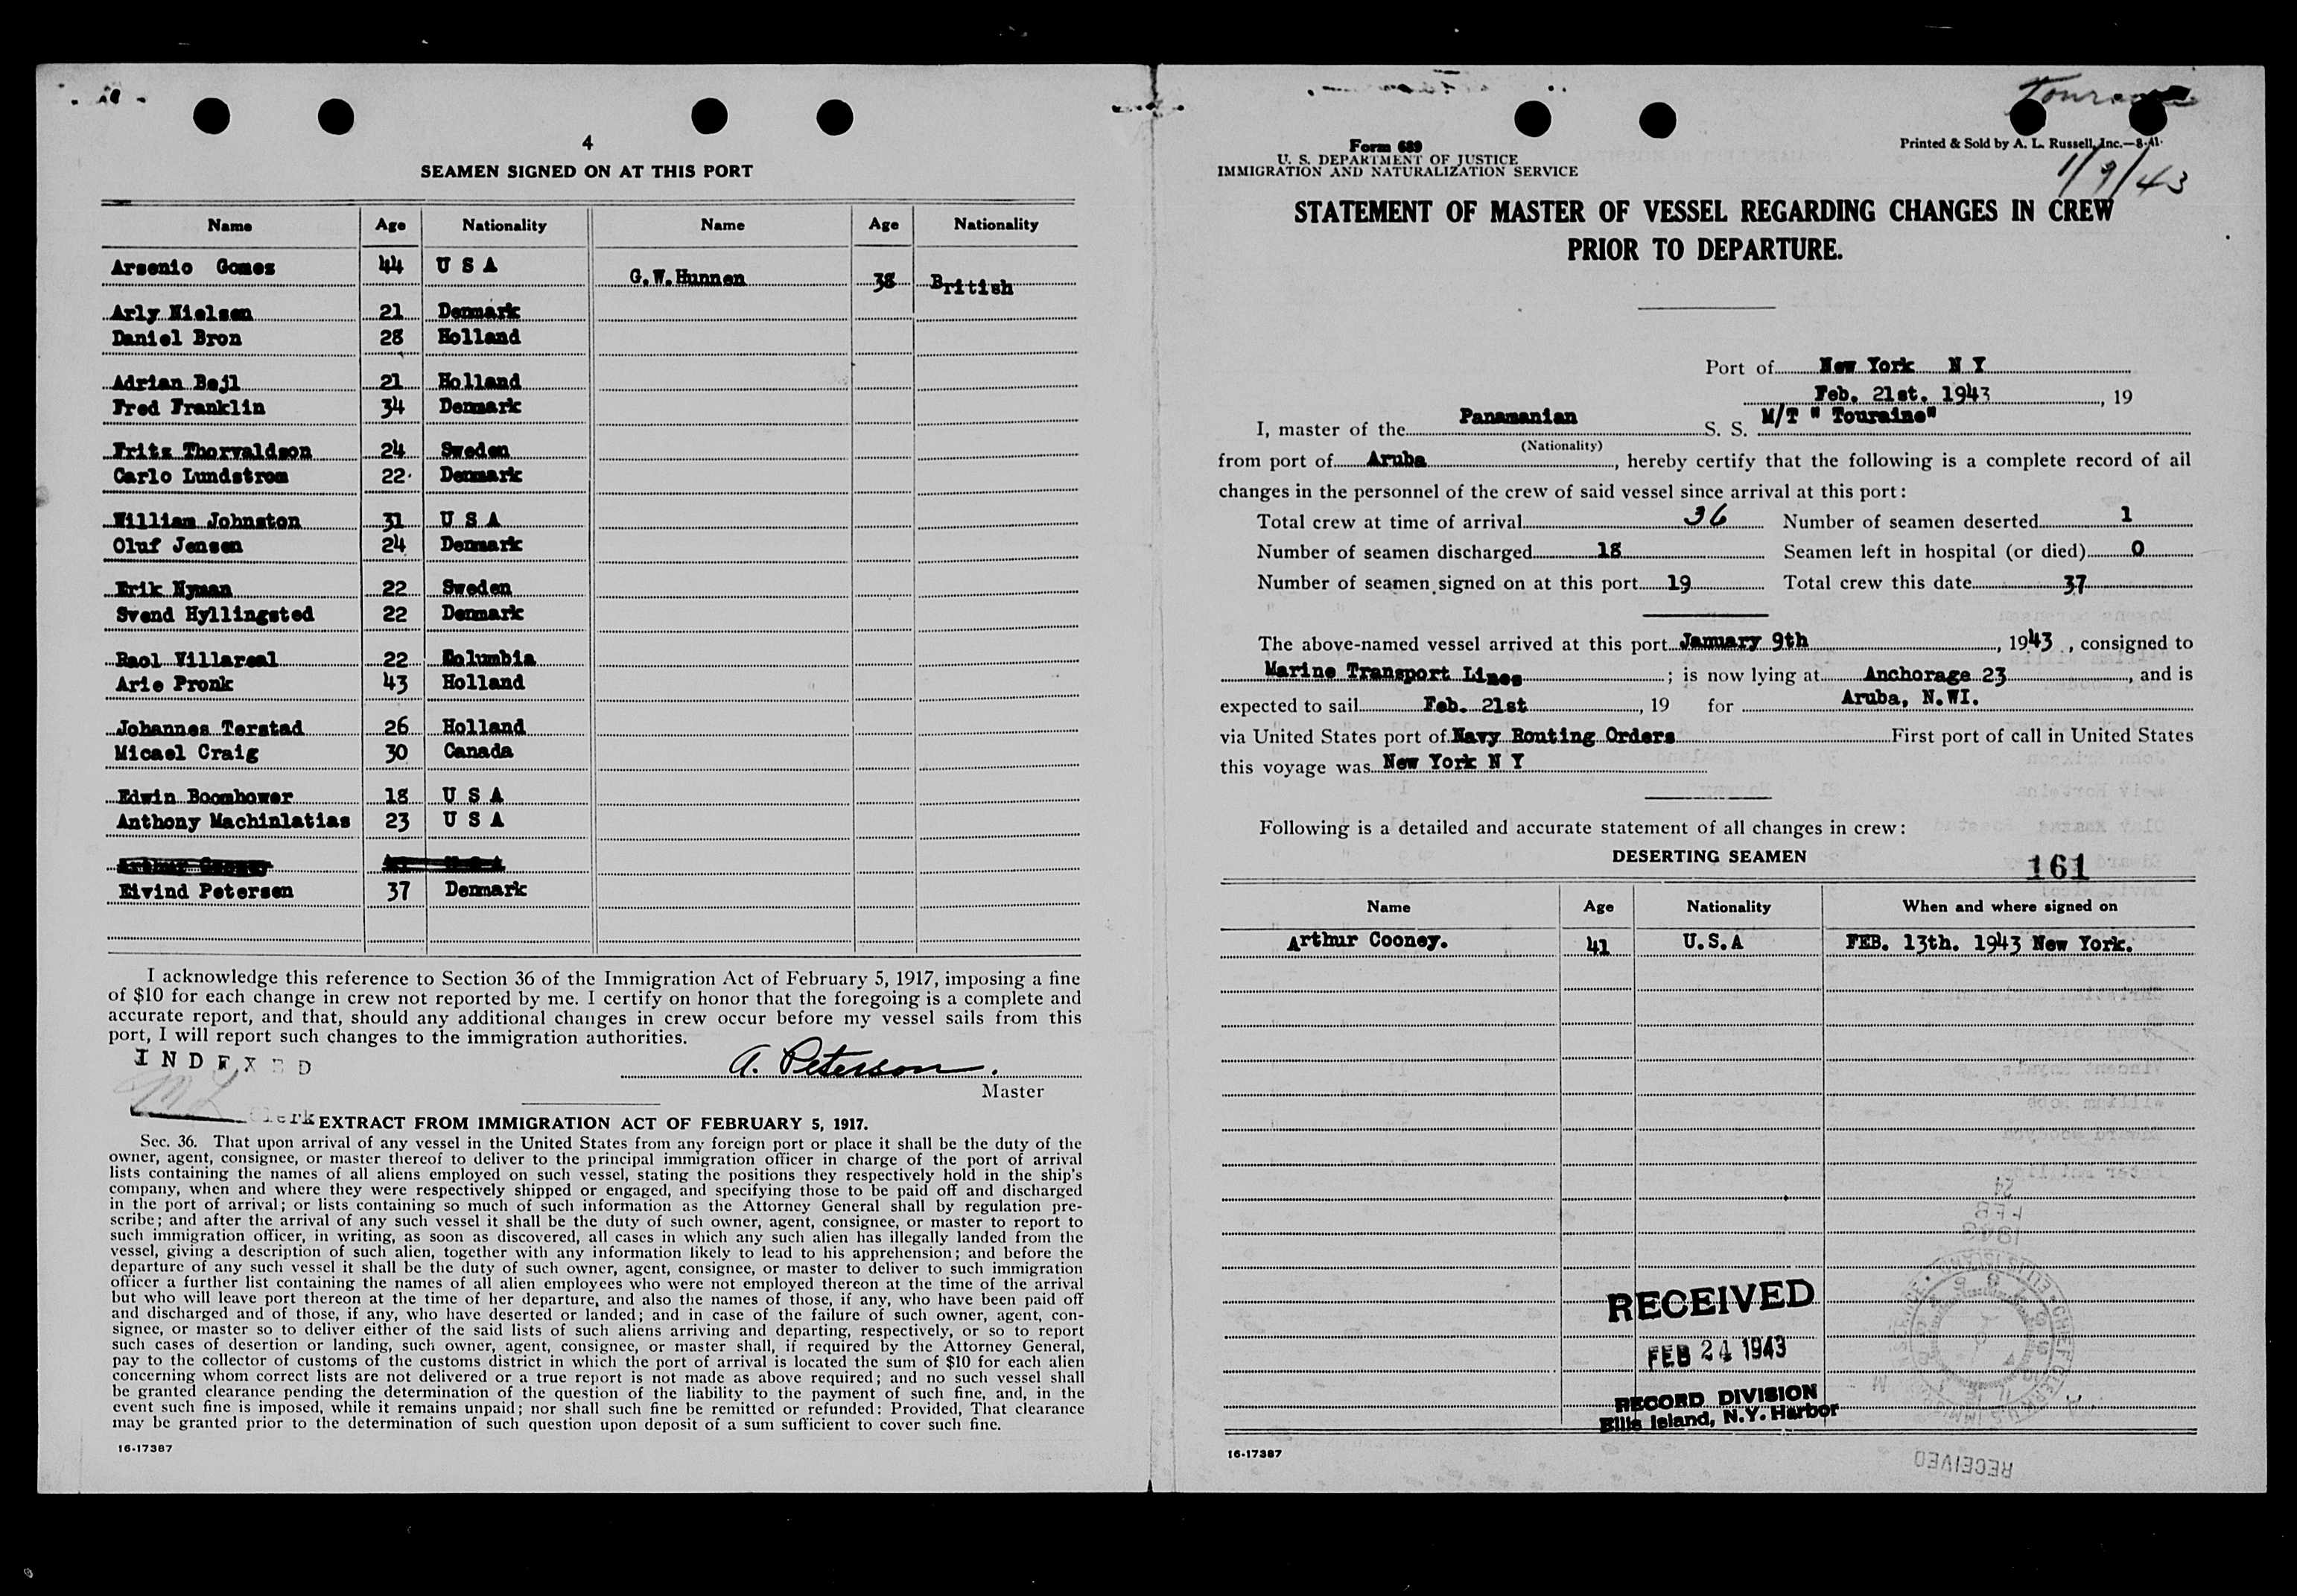 4
SEAMEN SIGNED ON AT THIS PORT
Name Age Nationality Name Age Nationality
Arsenio Gomez 44 U S A G.W.Hunnen 38 British
Arly Nielsen 21 Denmark
Daniel Bron 28 Holland
Adrian Bejl 21 Holland
Fred Franklin 34 Denmark
Fritz Thorvaldson 24 Sweden
Carlo Lundstrom 22 Denmark
William Johnston 31 U S A
Oluf Jensen 24 Denmark
Erik Nyman 22 Sweden
Svend Hyllingsted 22 Denmark
Raol Villareal 22 Kolumbia
Arie Pronk 43 Holland
Johannes Terstad 26 Holland
Micael Craig 30 Canada
Edwin Boomhower 18 U S A
Anthony Machinlatias 23 U S A
Eivind Petersen 37 Denmark
I acknowledge this reference to Section 36 of the Immigration Act of February 5, 1917, imposing a fine
of $10 for each change in crew not reported by me. I certify on honor that the foregoing is a complete and
accurate report, and that, should any additional changes in crew occur before my vessel sails from this
port, I will report such changes to the immigration authorities.
INDEXED
A. Peterson.
Master
Clerk
EXTRACT FROM IMMIGRATION ACT OF FEBRUARY 5, 1917.
Sec. 36. That upon arrival of any vessel in the United States from any foreign port or place it shall be the duty of the
owner, agent, consignee, or master thereof to deliver to the principal immigration officer in charge of the port of arrival
lists containing the names of all aliens employed on such vessel, stating the positions they respectively hold in the ship's
company, when and where they were respectively shipped or engaged, and specifying those to be paid off and discharged
in the port of arrival; or lists containing so much of such information as the Attorney General shall by regulation pre-
scribe; and after the arrival of any such vessel it shall be the duty of such owner, agent, consignee, or master to report to
such immigration officer, in writing, as soon as discovered, all cases in which any such alien has illegally landed from the
vessel, giving a description of such alien, together with any information likely to lead to his apprehension; and before the
departure of any such vessel it shall be the duty of such owner, agent, consignee, or master to deliver to such immigration
officer a further list containing the names of all alien employees who were not employed thereon at the time of the arrival
but who will leave port thereon at the time of her departure, and also the names of those, if any, who have been paid off
and discharged and of those, if any, who have deserted or landed; and in case of the failure of such owner, agent, con-
signee, or master so to deliver either of the said lists of such aliens arriving and departing, respectively, or so to report
such cases of desertion or landing, such owner, agent, consignee, or master shall, if required by the Attorney General,
pay to the collector of customs of the customs district in which the port of arrival is located the sum of $10 for each alien
concerning whom correct lists are not delivered or a true report is not made as above required; and no such vessel shall
be granted clearance pending the determination of the question of the liability to the payment of such fine, and, in the
event such fine is imposed, while it remains unpaid; nor shall such fine be remitted or refunded: Provided, That clearance
may be granted prior to the determination of such question upon deposit of a sum sufficient to cover such fine.
16-17387
Touraine
Form 689
U. S. DEPARTMENT OF JUSTICE
IMMIGRATION AND NATURALIZATION SERVICE
Printed & Sold by A. L. Russell, Inc.—8-41.
1/9/43
STATEMENT OF MASTER OF VESSEL REGARDING CHANGES IN CREW
PRIOR TO DEPARTURE.
Port of New York N Y
Feb. 21st. 1943, 19
I, master of the Panamanian S. S. M/T " Touraine"
(Nationality)
from port of Aruba, hereby certify that the following is a complete record of all
changes in the personnel of the crew of said vessel since arrival at this port:
Total crew at time of arrival 36 Number of seamen deserted 1
Number of seamen discharged 18 Seamen left in hospital (or died) 0
Number of seamen signed on at this port 19 Total crew this date 37
The above-named vessel arrived at this port January 9th, 1943, consigned to
Marine Transport Lines; is now lying at Anchorage 23, and is
expected to sail Feb. 21st, 19 for Aruba, N.WI.
via United States port of Navy Routing Orders First port of call in United States
this voyage was New York N Y
Following is a detailed and accurate statement of all changes in crew:
DESERTING SEAMEN 161
Name Age Nationality When and where signed on
Arthur Cooney. 41 U.S.A FEB. 13th. 1943 New York.
RECEIVED
FEB 24 1943
RECORD DIVISION
Ellis Island, N.Y. Harbor
16-17387
RECEIVED